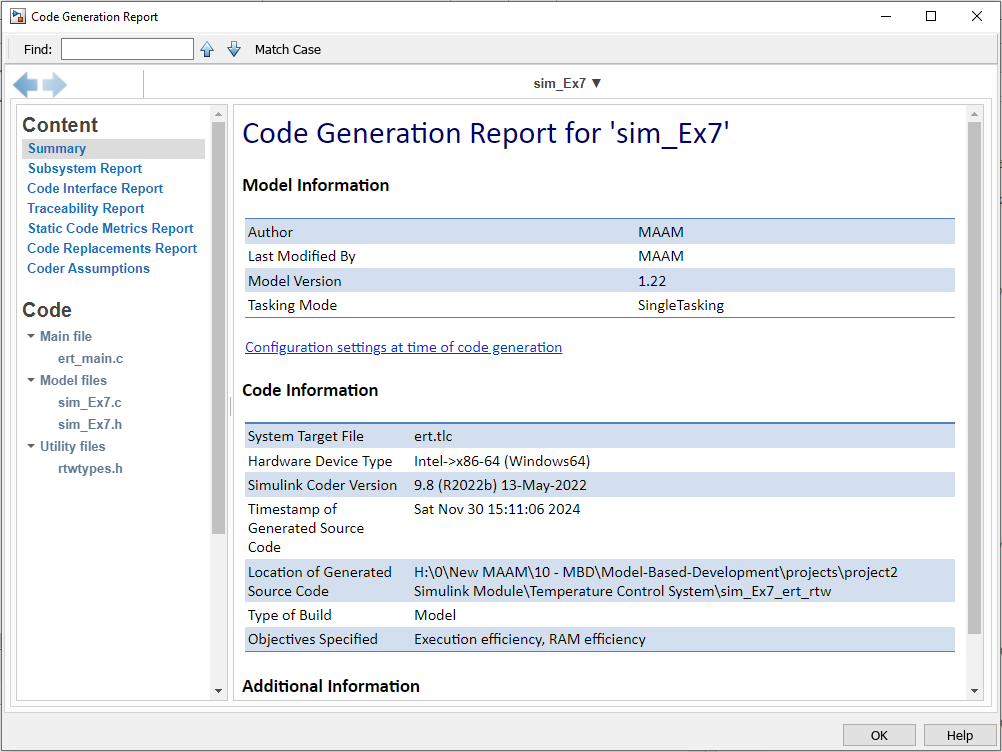 Code Generation Report
Find:
Match Case
sim_Ex7 ▼
Content
Summary
Subsystem Report
Code Interface Report
Traceability Report
Static Code Metrics Report
Code Replacements Report
Coder Assumptions
Code
Main file
ert_main.c
Model files
sim_Ex7.c
sim_Ex7.h
Utility files
rtwtypes.h
Code Generation Report for 'sim_Ex7'
Model Information
Author MAAM
Last Modified By MAAM
Model Version 1.22
Tasking Mode SingleTasking
Configuration settings at time of code generation
Code Information
System Target File ert.tlc
Hardware Device Type Intel->x86-64 (Windows64)
Simulink Coder Version 9.8 (R2022b) 13-May-2022
Timestamp of Sat Nov 30 15:11:06 2024
Generated Source
Code
Location of Generated H:\0\New MAAM\10 - MBD\Model-Based-Development\projects\project2
Source Code Simulink Module\Temperature Control System\sim_Ex7_ert_rtw
Type of Build Model
Objectives Specified Execution efficiency, RAM efficiency
Additional Information
OK
Help